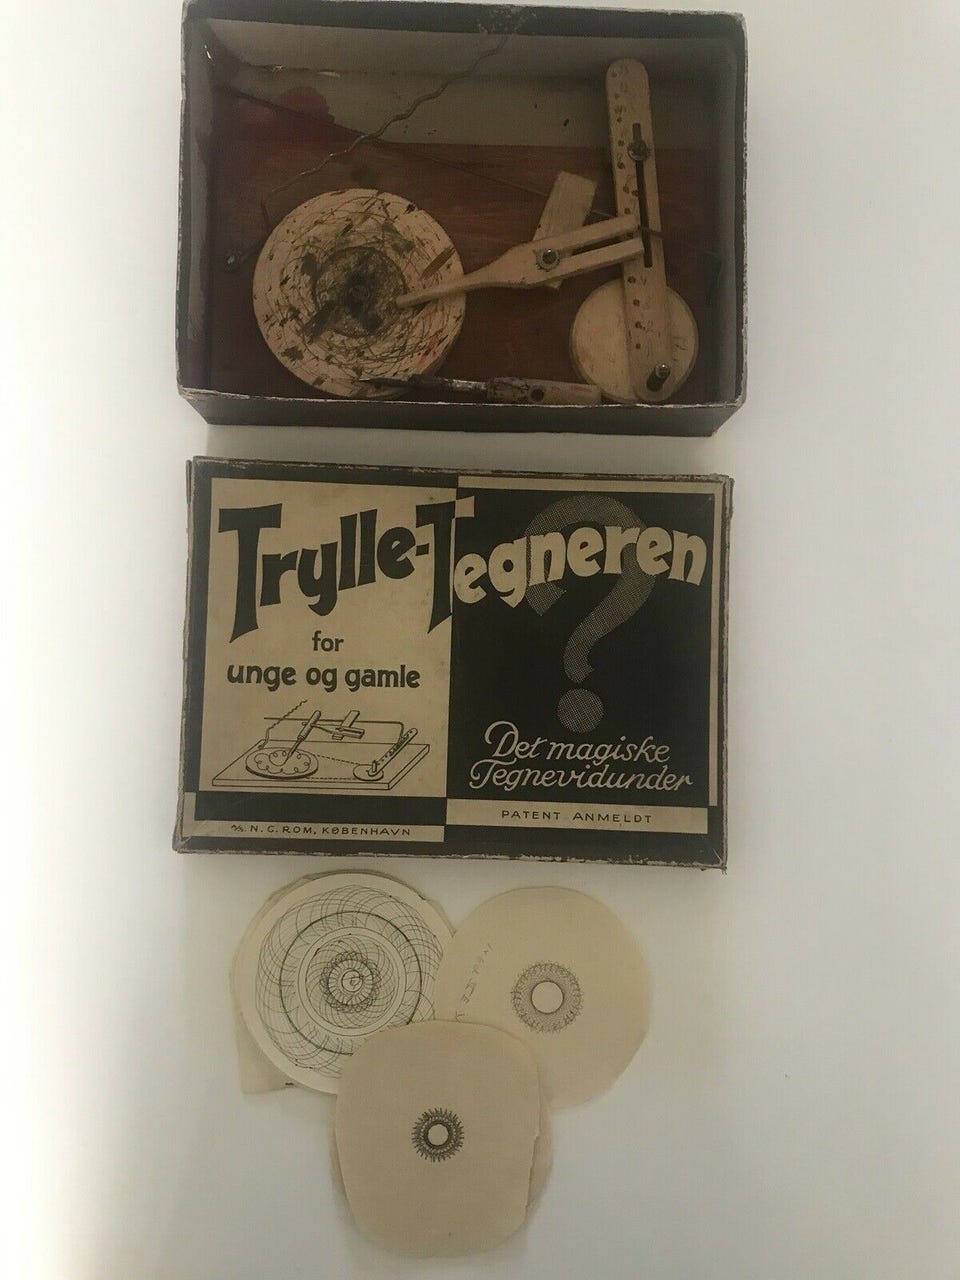 Trylle-Tegneren
for
unge og gamle
Det magiske
Tegnevidunder
PATENT ANMELDT
A/S. N. C. ROM, KØBENHAVN